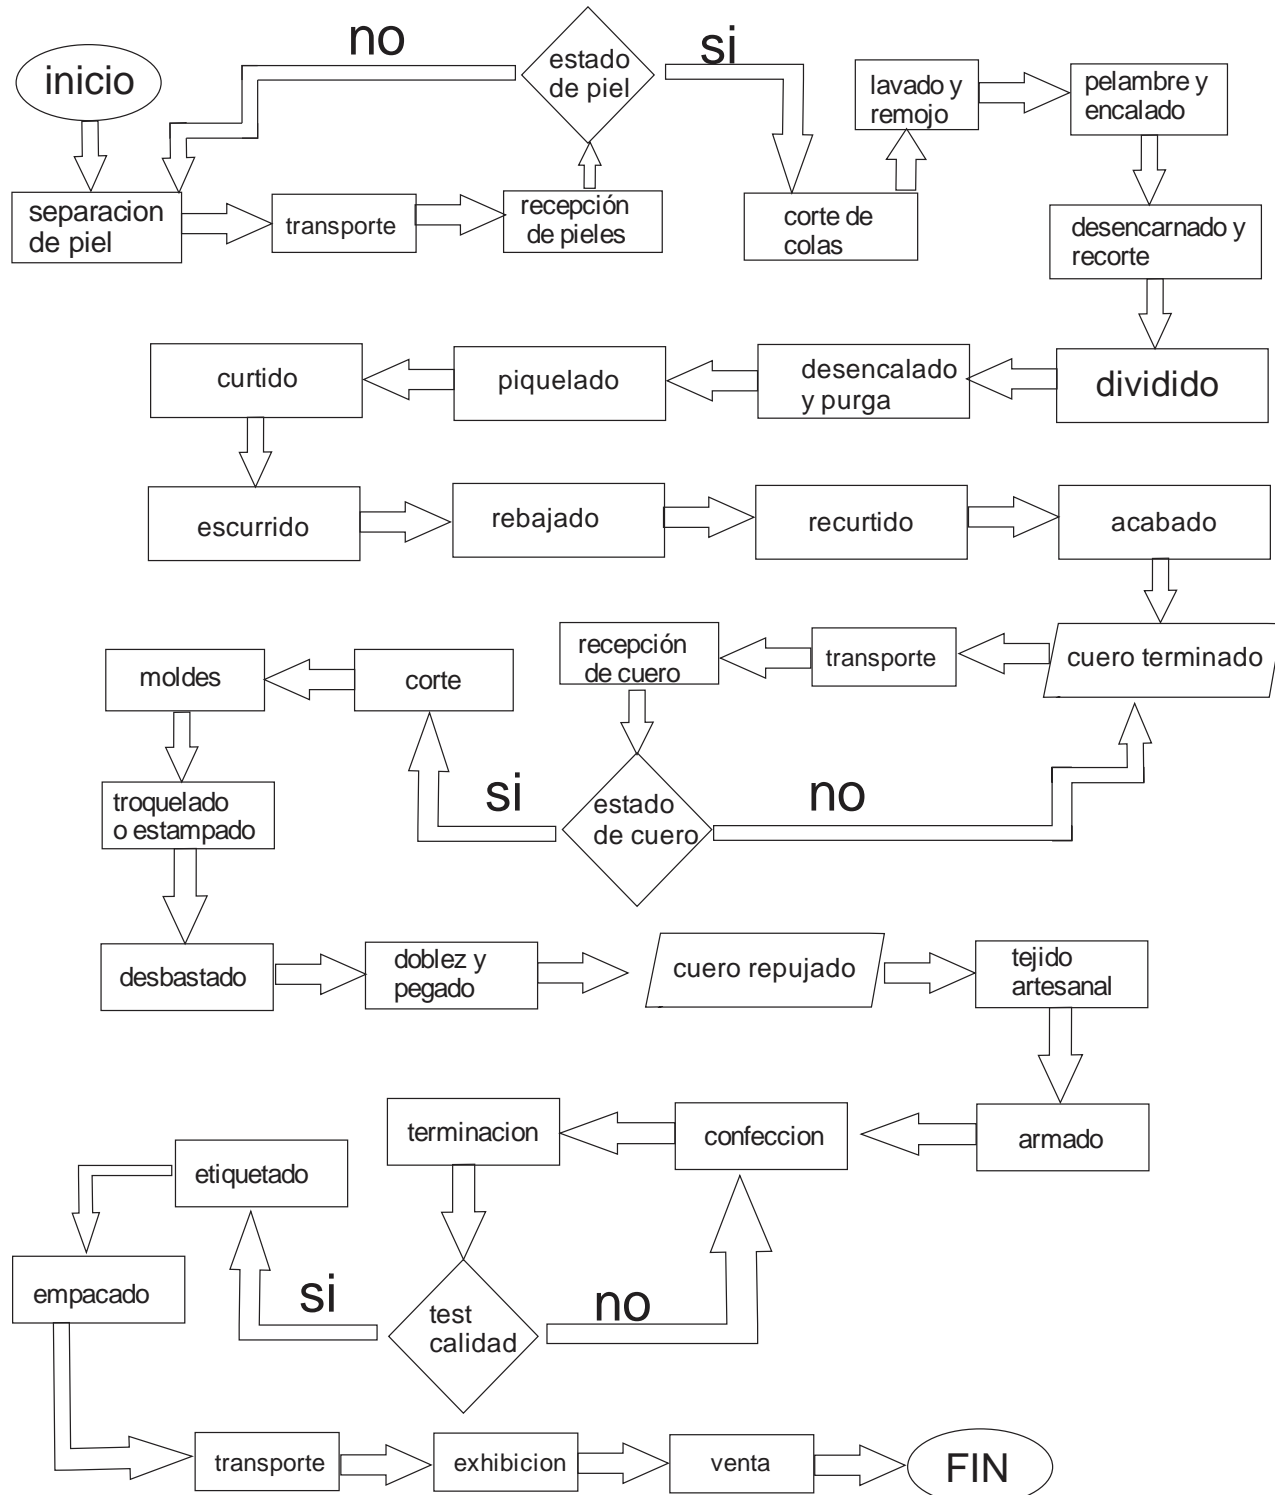 inicio
no
estado
de piel
si
lavado y
remojo
pelambre y
encalado
separacion
de piel
transporte
recepción
de pieles
corte de
colas
desencarnado y
recorte
curtido
piquelado
desencalado
y purga
dividido
escurrido
rebajado
recurtido
acabado
moldes
corte
recepción
de cuero
transporte
cuero terminado
troquelado
o estampado
si
estado
de cuero
no
desbastado
doblez y
pegado
cuero repujado
tejido
artesanal
terminacion
confeccion
armado
etiquetado
empacado
si
test
calidad
no
transporte
exhibicion
venta
FIN